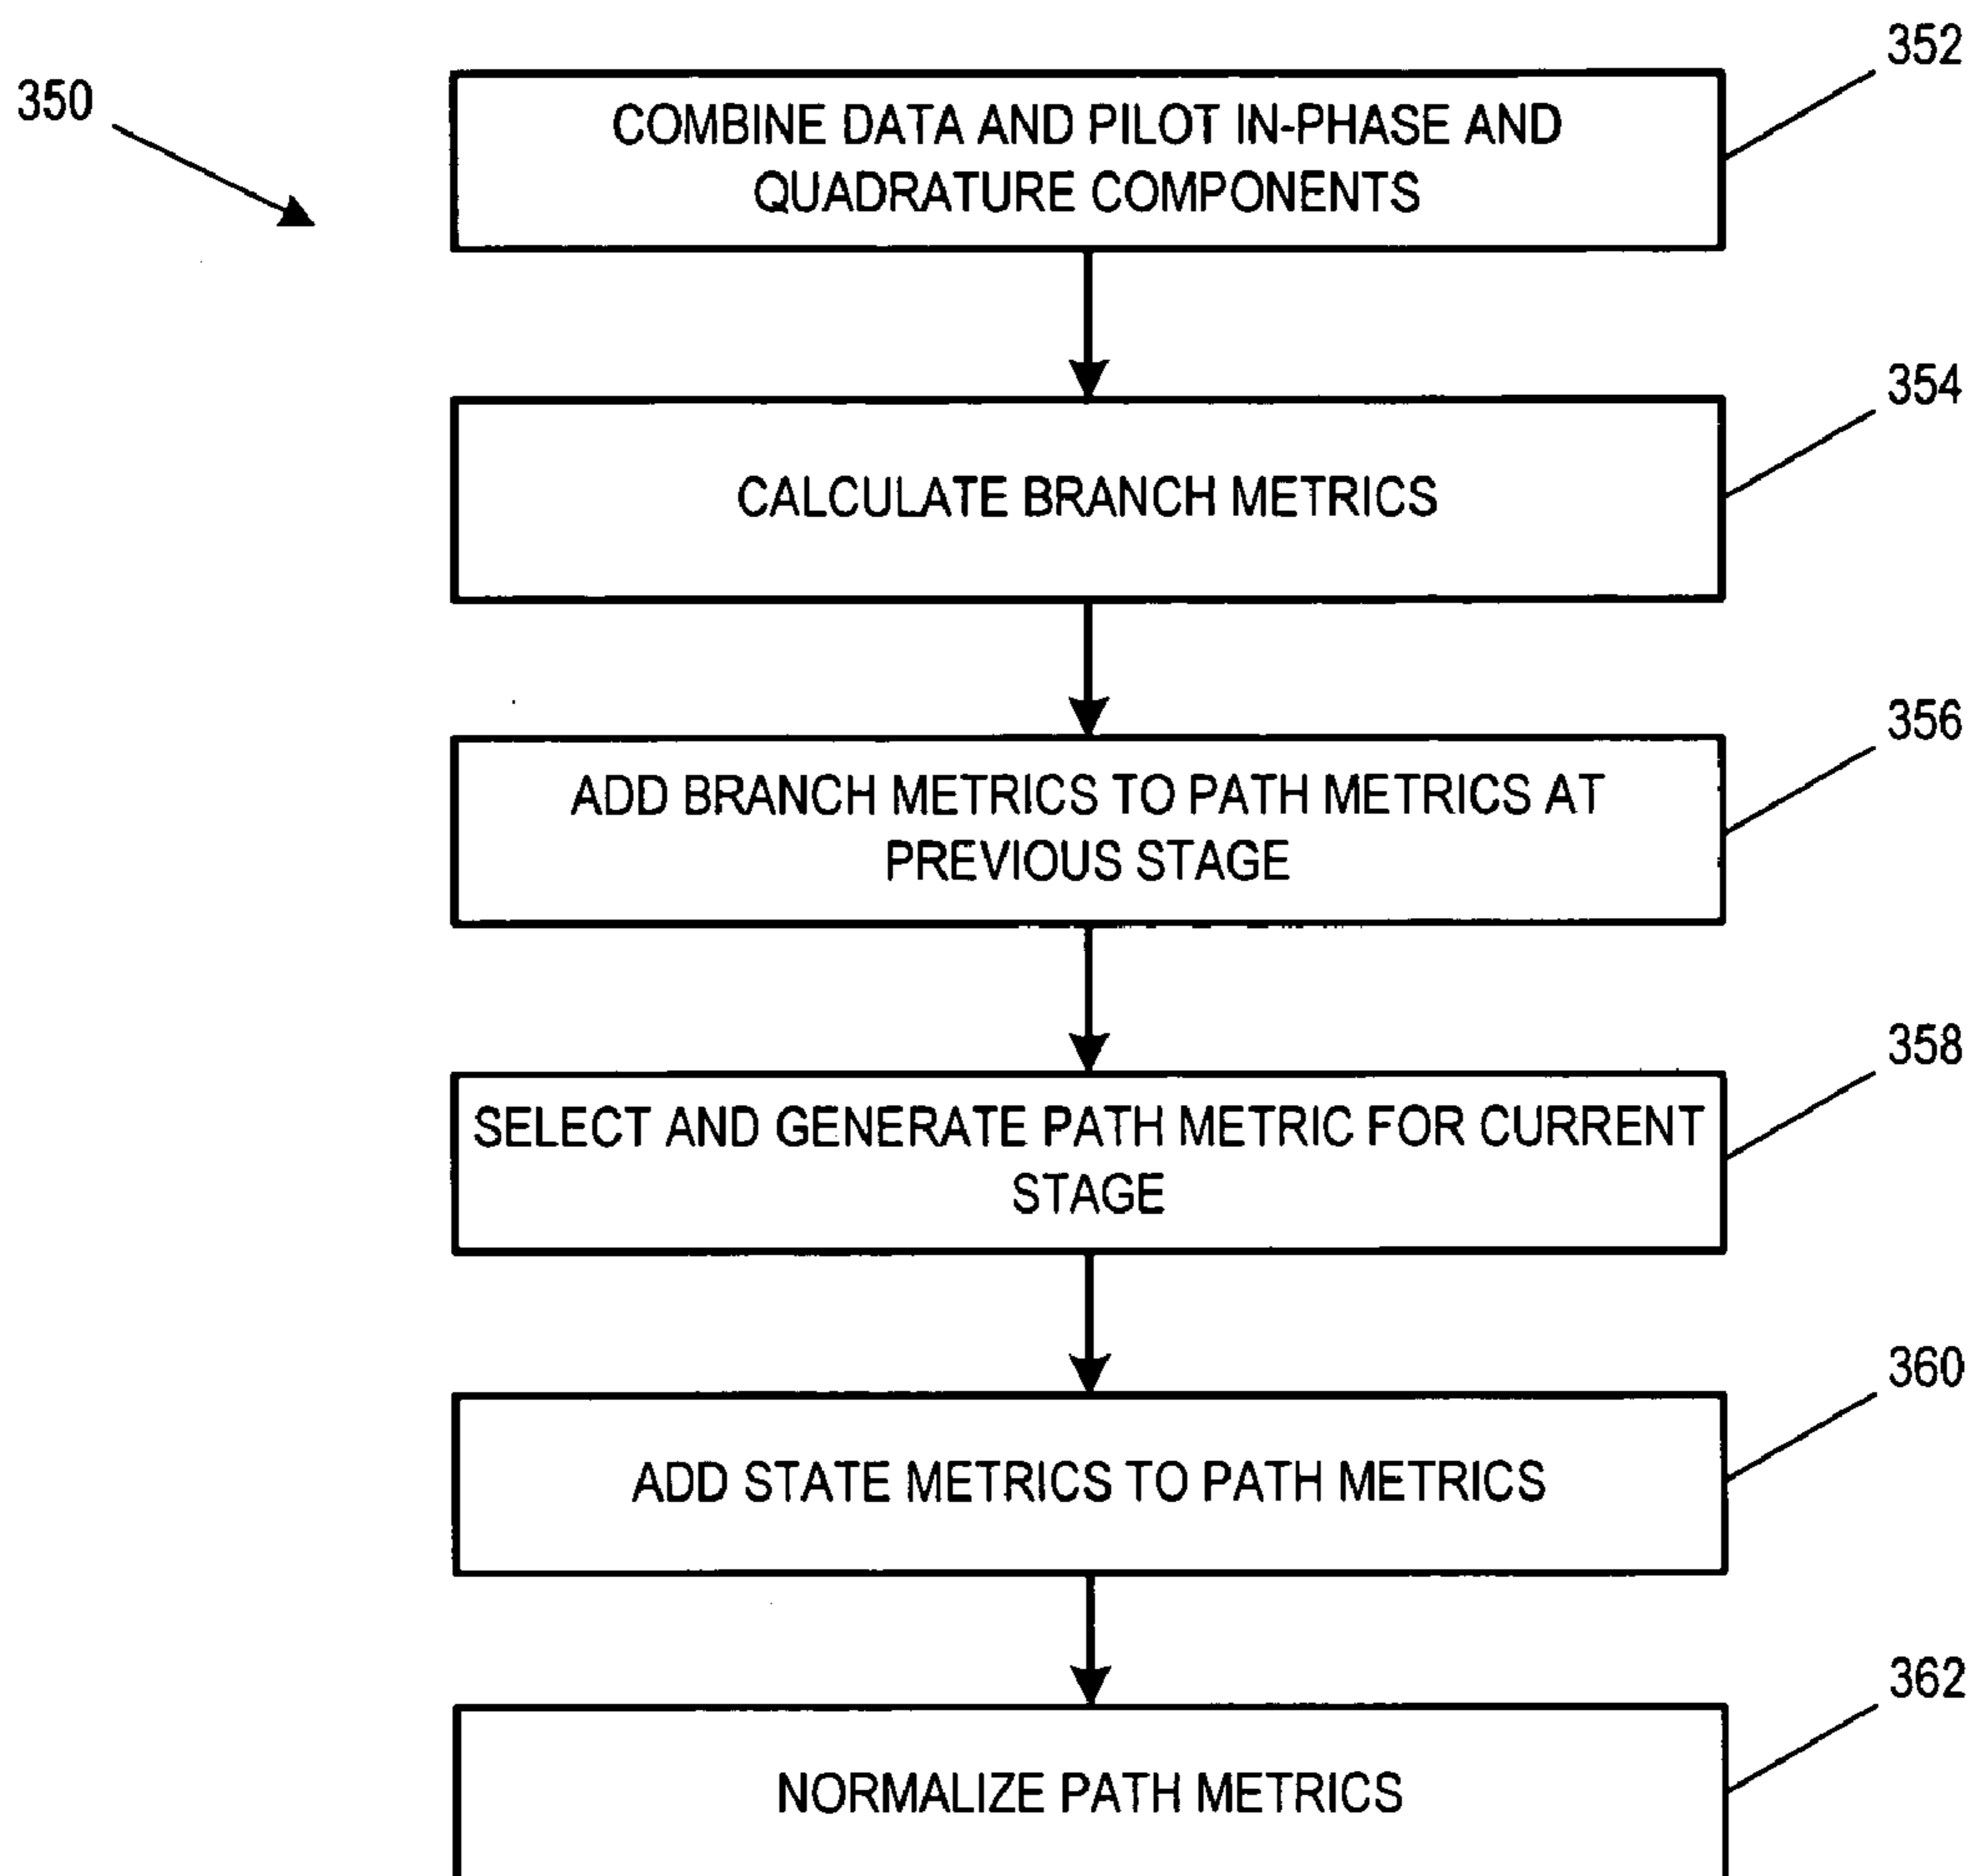 350
352
COMBINE DATA AND PILOT IN-PHASE AND
QUADRATURE COMPONENTS
354
CALCULATE BRANCH METRICS
356
ADD BRANCH METRICS TO PATH METRICS AT
PREVIOUS STAGE
358
SELECT AND GENERATE PATH METRIC FOR CURRENT
STAGE
360
ADD STATE METRICS TO PATH METRICS
362
NORMALIZE PATH METRICS